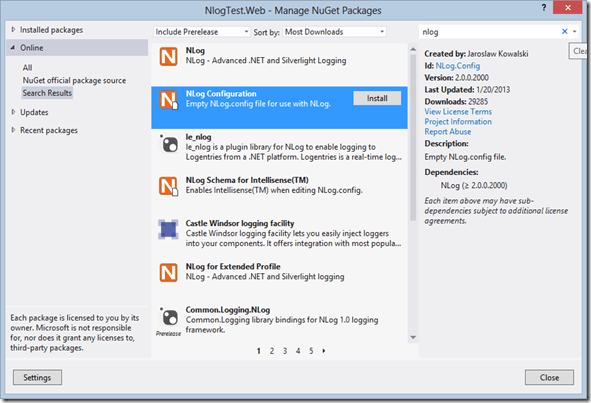 NlogTest.Web - Manage NuGet Packages
?
Installed packages
Online
All
NuGet official package source
Search Results
Updates
Recent packages
Each package is licensed to you by its
owner. Microsoft is not responsible
for, nor does it grant any licenses to,
third-party packages.
Settings
Include Prerelease
Sort by:
Most Downloads
NLog
NLog - Advanced .NET and Silverlight Logging
NLog Configuration
Empty NLog.config file for use with NLog.
Install
le_nlog
le_nlog is a plugin library for NLog to enable logging to
Logentries from a .NET platform. Logentries is a real-time log...
NLog Schema for Intellisense(TM)
Enables Intellisense(TM) when editing NLog.config.
Castle Windsor logging facility
Castle Windsor logging facility lets you easily inject loggers
into your components. It offers integration with most popula...
NLog for Extended Profile
NLog - Advanced .NET and Silverlight logging
Common.Logging.NLog
Common.Logging library bindings for NLog 1.0 logging
framework.
Prerelease
1 2 3 4 5
nlog
Clea
Created by: Jaroslaw Kowalski
Id: NLog.Config
Version: 2.0.0.2000
Last Updated: 1/20/2013
Downloads: 29285
View License Terms
Project Information
Report Abuse
Description:
Empty NLog.config file.
Dependencies:
NLog (≥ 2.0.0.2000)
Each item above may have sub-
dependencies subject to additional license
agreements.
Close